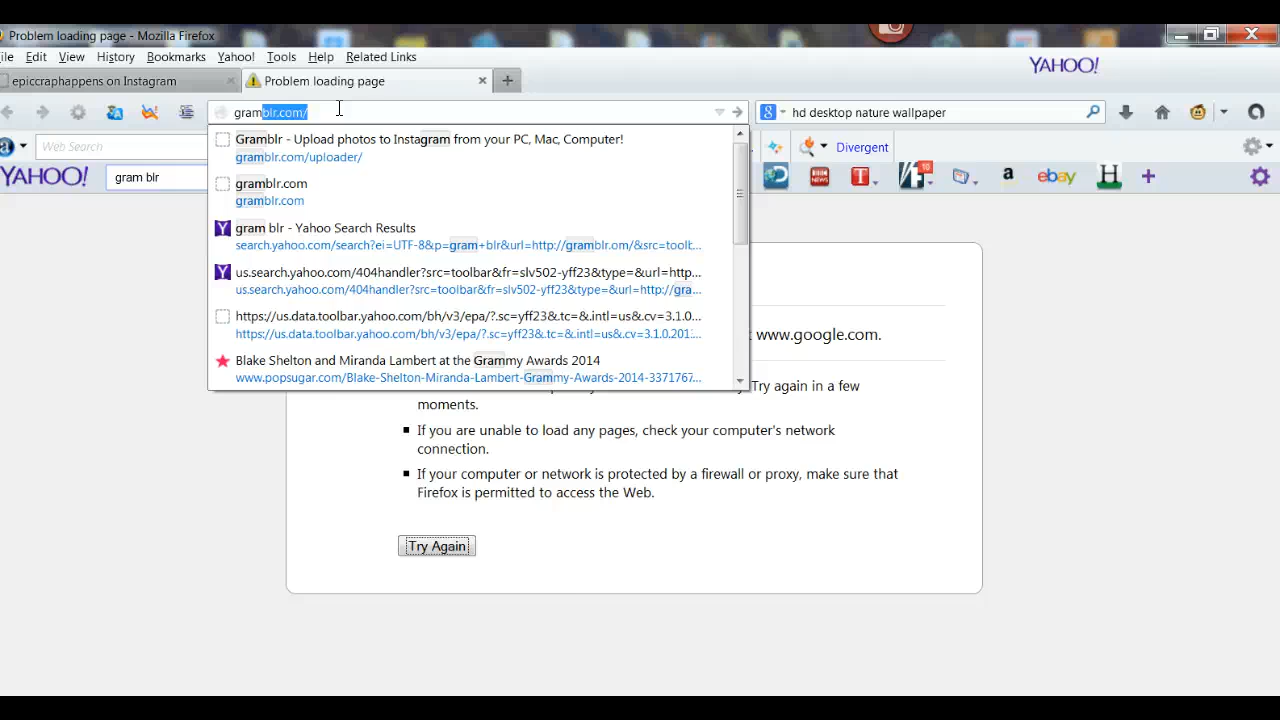 Problem loading page - Mozilla Firefox
ile Edit View History Bookmarks Yahoo! Tools Help Related Links
YAHOO!
epiccraphappens on Instagram
Problem loading page
gramblr.com/
hd desktop nature wallpaper
Web Search
Divergent
YAHOO!
gram blr
a
ebay
H
Gramblr - Upload photos to Instagram from your PC, Mac, Computer!
gramblr.com/uploader/
gramblr.com
gramblr.com
gram blr - Yahoo Search Results
search.yahoo.com/search?ei=UTF-8&p=gram+blr&url=http://gramblr.om/&src=toolt...
us.search.yahoo.com/404handler?src=toolbar&fr=slv502-yff23&type=&url=http...
us.search.yahoo.com/404handler?src=toolbar&fr=slv502-yff23&type=&url=http://gra...
https://us.data.toolbar.yahoo.com/bh/v3/epa/?.sc=yff23&.tc=&.intl=us&.cv=3.1.0...
https://us.data.toolbar.yahoo.com/bh/v3/epa/?.sc=yff23&.tc=&.intl=us&.cv=3.1.0.201...
t www.google.com.
Blake Shelton and Miranda Lambert at the Grammy Awards 2014
www.popsugar.com/Blake-Shelton-Miranda-Lambert-Grammy-Awards-2014-3371767...
Try again in a few
moments.
If you are unable to load any pages, check your computer's network
connection.
If your computer or network is protected by a firewall or proxy, make sure that
Firefox is permitted to access the Web.
Try Again